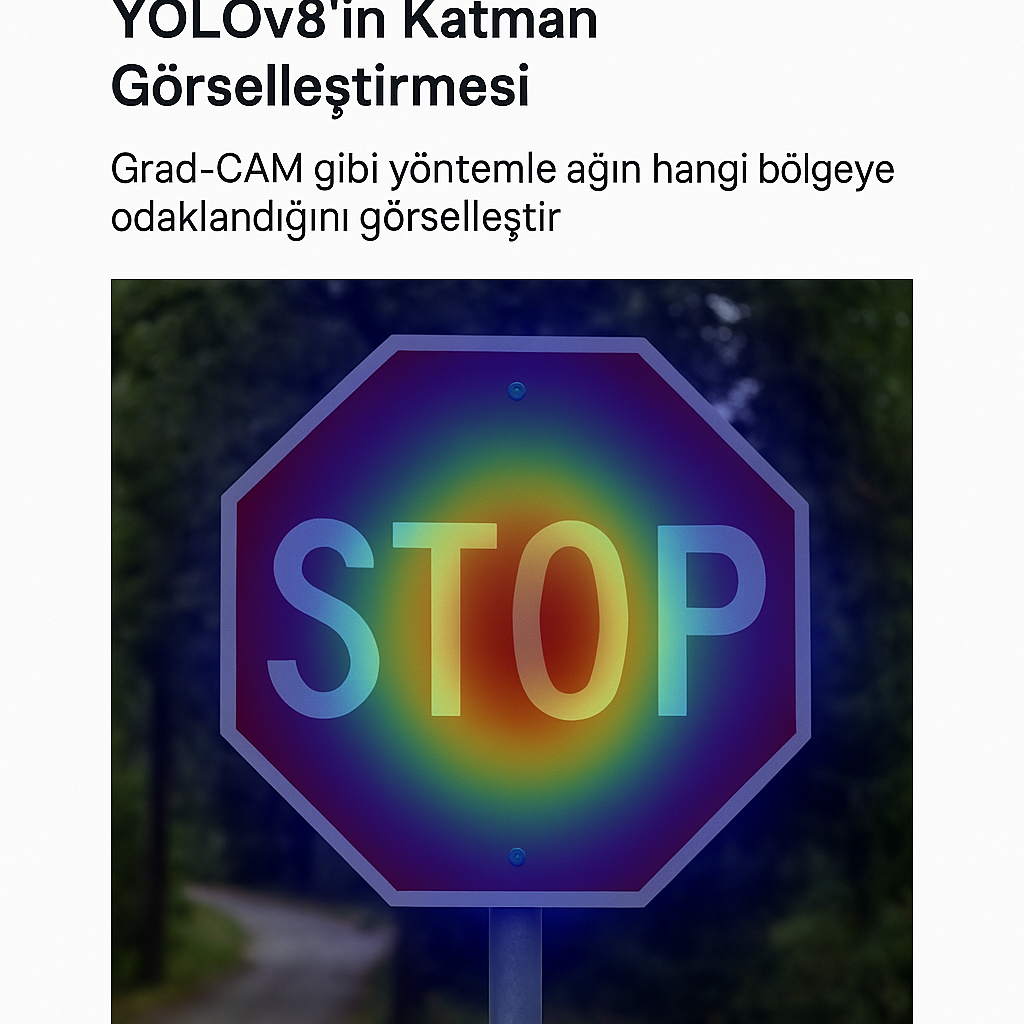 YOLOv8'in Katman
Görselleştirmesi
Grad-CAM gibi yöntemle ağın hangi bölgeye
odaklandığını görselleştir
STOP